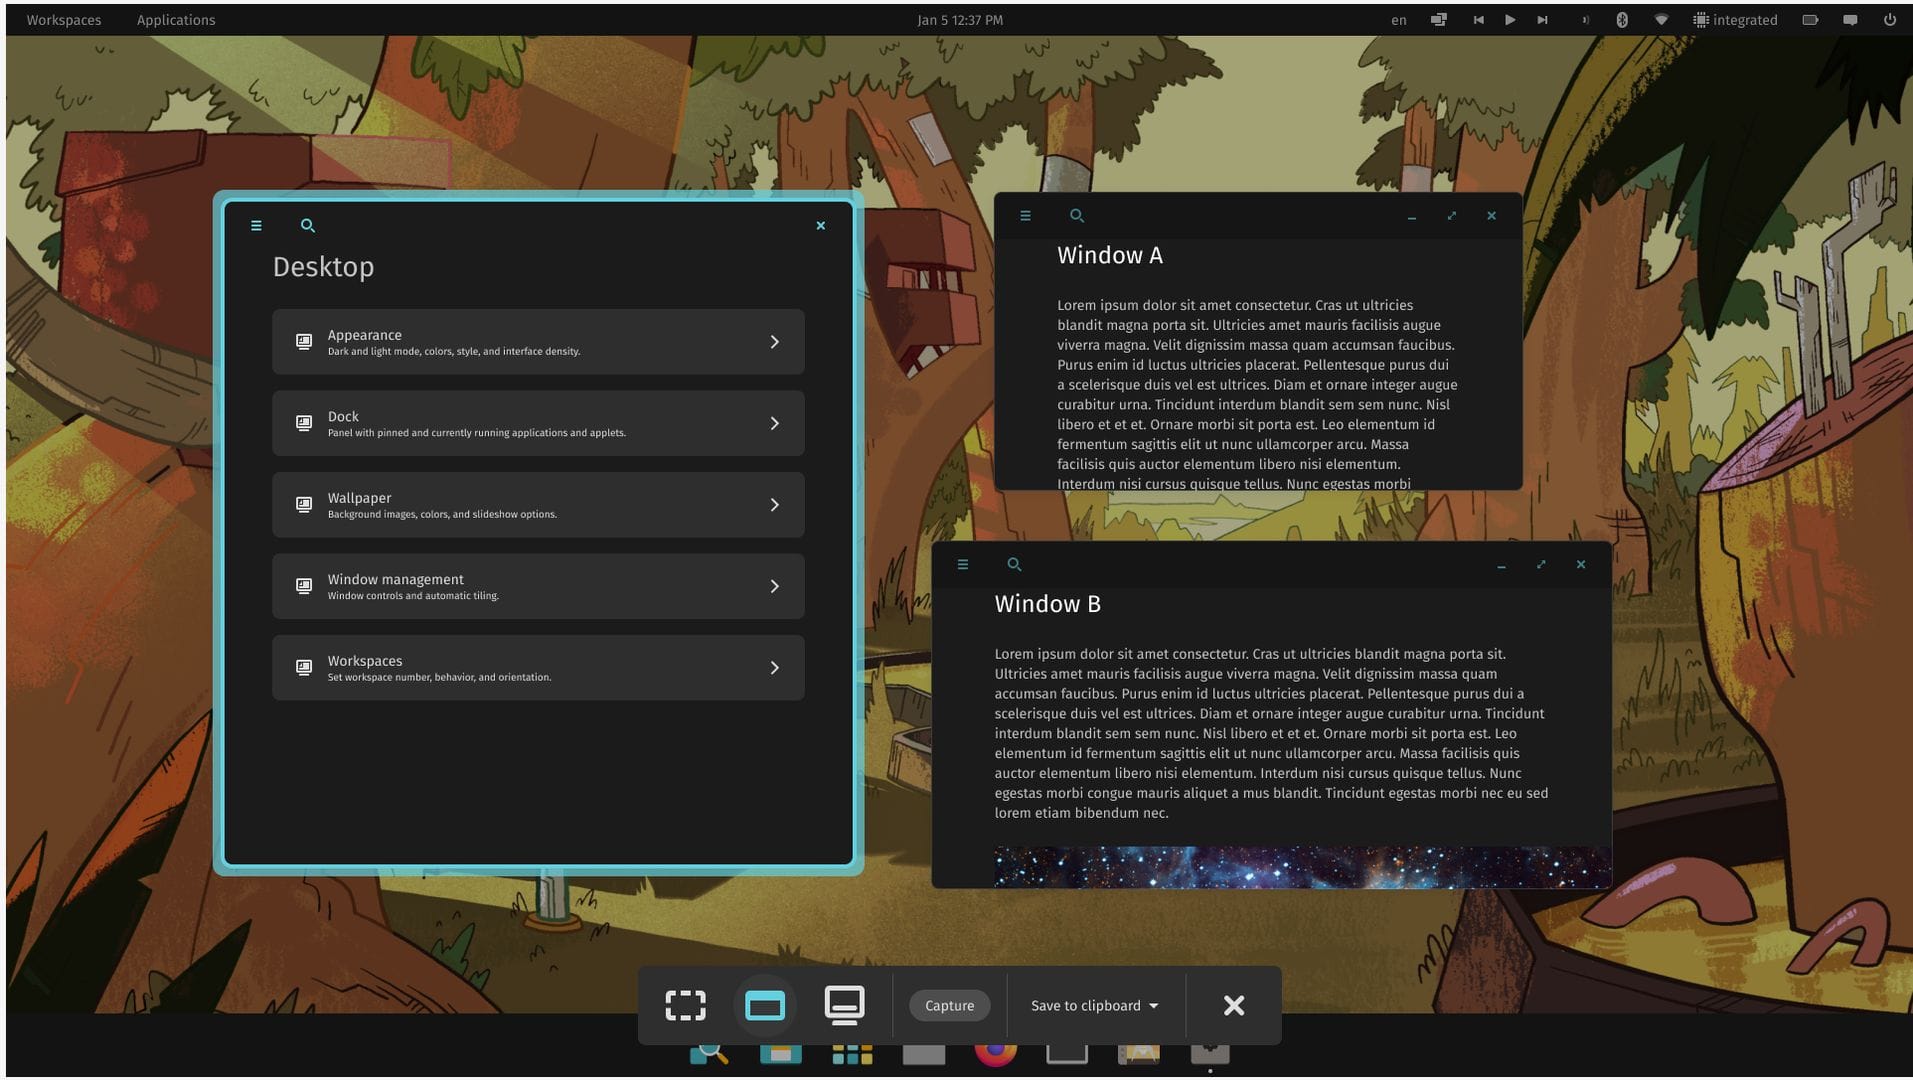 Workspaces
Applications
Jan 5 12:37 PM
en
integrated
Desktop
Appearance
Dark and light mode, colors, style, and interface density.
Dock
Panel with pinned and currently running applications and applets.
Wallpaper
Background images, colors, and slideshow options.
Window management
Window controls and automatic tiling.
Workspaces
Set workspace number, behavior, and orientation.
Window A
Lorem ipsum dolor sit amet consectetur. Cras ut ultricies
blandit magna porta sit. Ultricies amet mauris facilisis augue
viverra magna. Velit dignissim massa quam accumsan faucibus.
Purus enim id luctus ultricies placerat. Pellentesque purus dui
a scelerisque duis vel est ultrices. Diam et ornare integer augue
curabitur urna. Tincidunt interdum blandit sem sem nunc. Nisl
libero et et et. Ornare morbi sit porta est. Leo elementum id
fermentum sagittis elit ut nunc ullamcorper arcu. Massa
facilisis quis auctor elementum libero nisi elementum.
Interdum nisi cursus quisque tellus. Nunc egestas morbi
Window B
Lorem ipsum dolor sit amet consectetur. Cras ut ultricies blandit magna porta sit.
Ultricies amet mauris facilisis augue viverra magna. Velit dignissim massa quam
accumsan faucibus. Purus enim id luctus ultricies placerat. Pellentesque purus dui a
scelerisque duis vel est ultrices. Diam et ornare integer augue curabitur urna. Tincidunt
interdum blandit sem sem nunc. Nisl libero et et et. Ornare morbi sit porta est. Leo
elementum id fermentum sagittis elit ut nunc ullamcorper arcu. Massa facilisis quis
auctor elementum libero nisi elementum. Interdum nisi cursus quisque tellus. Nunc
egestas morbi congue mauris aliquet a mus blandit. Tincidunt egestas morbi nec eu sed
lorem etiam bibendum nec.
Capture
Save to clipboard